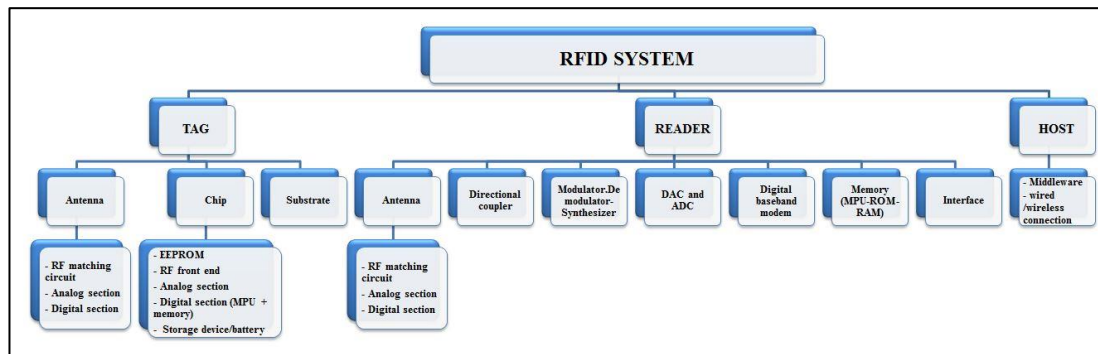 RFID SYSTEM
TAG
READER
HOST
Antenna
Chip
Substrate
Antenna
Directional
coupler
Modulator.De
modulator-
Synthesizer
DAC and
ADC
Digital
baseband
modem
Memory
(MPU-ROM-
RAM)
Interface
- Middleware
- wired
/wireless
connection
- RF matching
circuit
- Analog section
- Digital section
- EEPROM
- RF front end
- Analog section
- Digital section (MPU +
memory)
- Storage device/battery
- RF matching
circuit
- Analog section
- Digital section